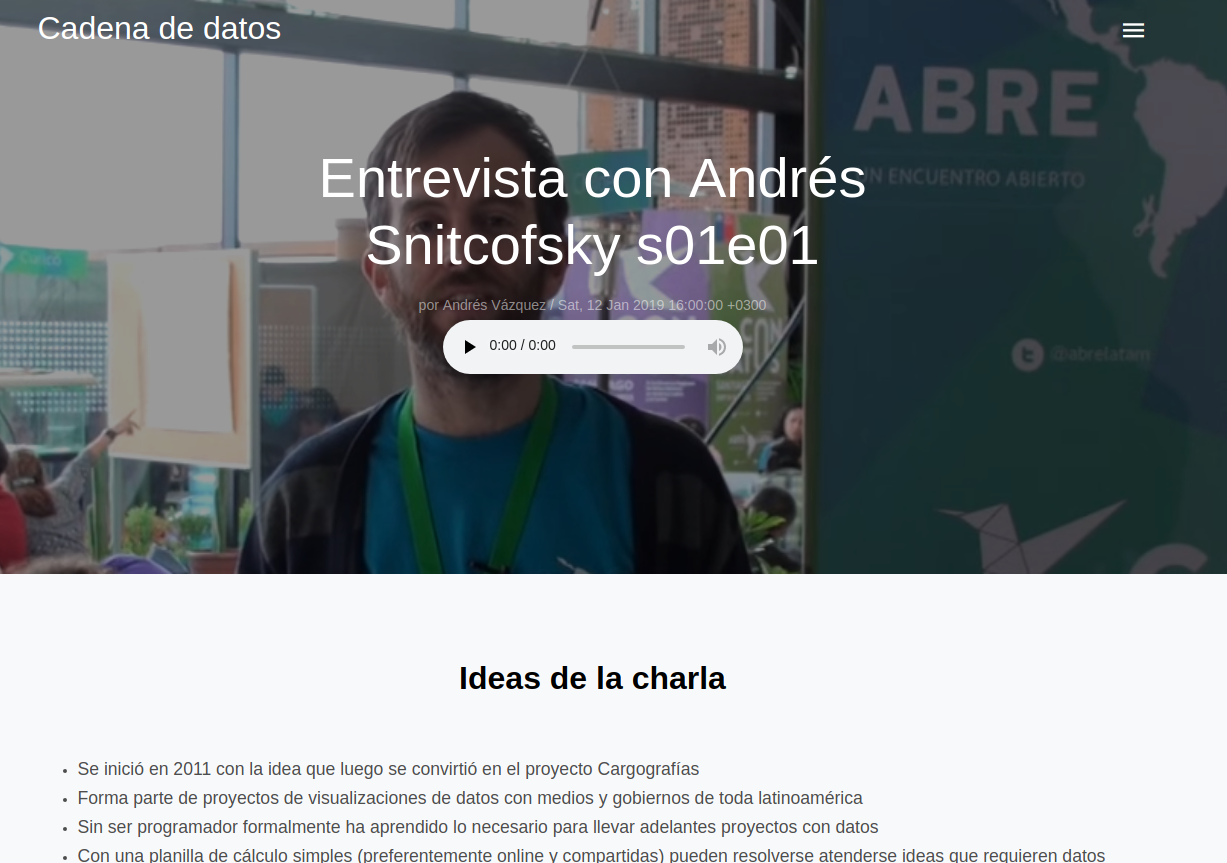 Cadena de datos
ABRE
N ENCUENTRO ABIERTO
Entrevista con Andrés
Snitcofsky s01e01
Curicó
por Andrés Vázquez / Sat, 12 Jan 2019 16:00:00 +0300
0:00 / 0:00
@abrelatam
Ideas de la charla
• Se inició en 2011 con la idea que luego se convirtió en el proyecto Cargografías
• Forma parte de proyectos de visualizaciones de datos con medios y gobiernos de toda latinoamérica
• Sin ser programador formalmente ha aprendido lo necesario para llevar adelantes proyectos con datos
• Con una planilla de cálculo simples (preferentemente online y compartidas) pueden resolverse atenderse ideas que requieren datos